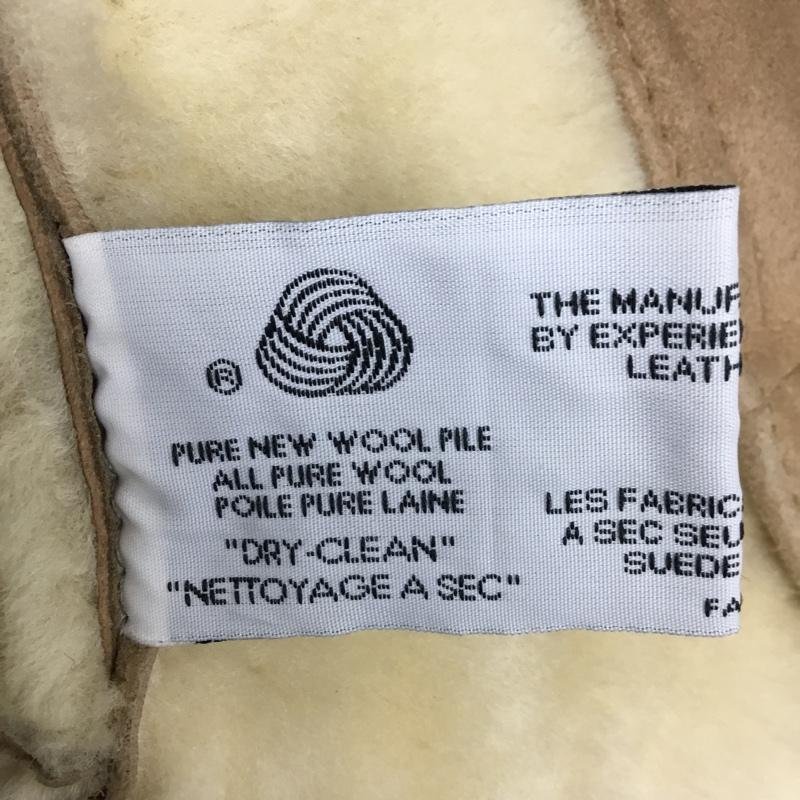 ®
PURE NEW WOOL PILE
ALL PURE WOOL
POILE PURE LAINE
"DRY-CLEAN"
"NETTOYAGE A SEC"
THE MANUF
BY EXPERIE
LEATH
LES FABRIC
A SEC SEU
SUEDE
FA